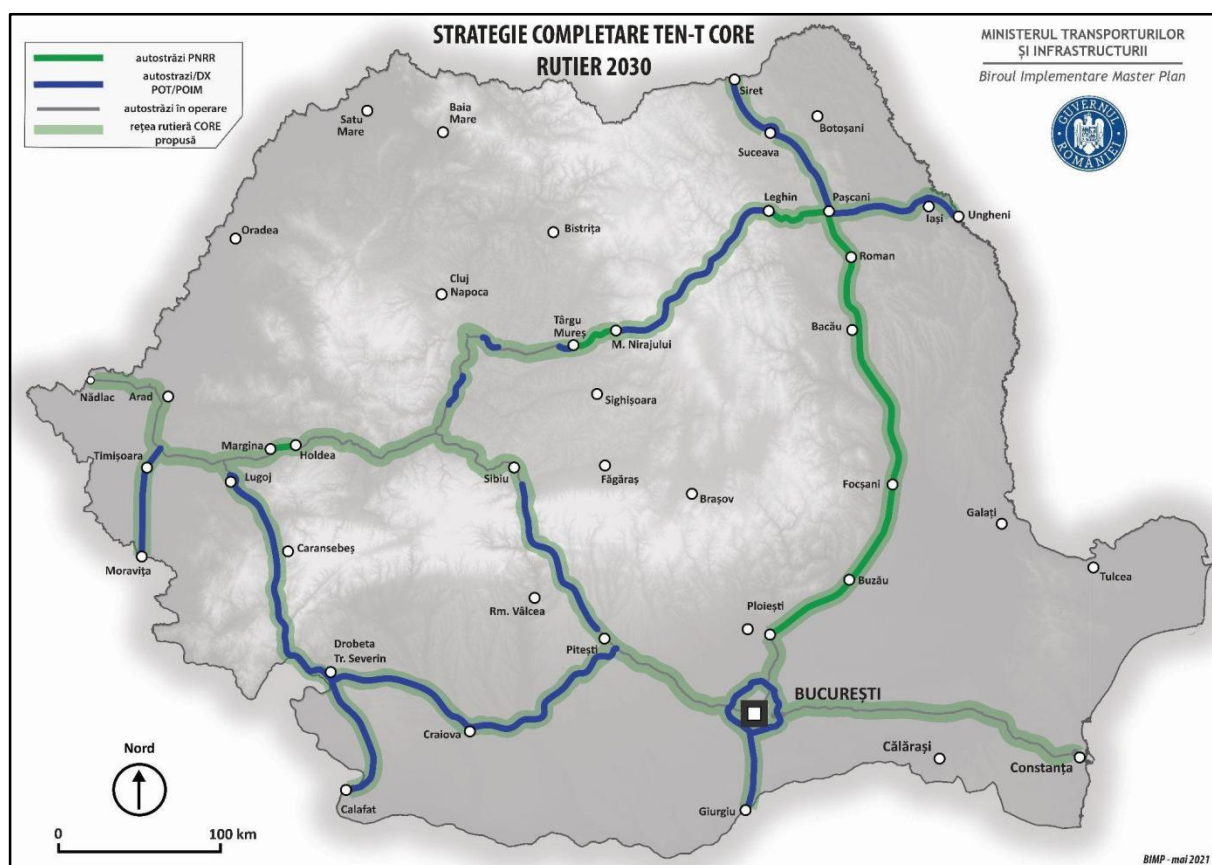 STRATEGIE COMPLETARE TEN-T CORE
RUTIER 2030
MINISTERUL TRANSPORTURILOR
ȘI INFRASTRUCTURII
Biroul Implementare Master Plan
GUVERNUL ROMÂNIEI
autostrăzi PNRR
autostrazi/DX
POT/POIM
autostrăzi în operare
rețea rutieră CORE
propusă
Satu
Mare
Baia
Mare
Siret
Botoșani
Suceava
Leghin
Pașcani
Iași
Ungheni
Oradea
Bistrița
Roman
Cluj
Napoca
Târgu
Mureș
M. Nirajului
Bacău
Nădlac
Arad
Sighișoara
Margina
Holdea
Timișoara
Lugoj
Sibiu
Făgăraș
Brașov
Focșani
Galați
Caransebeș
Moravița
Tulcea
Buzău
Rm. Vâlcea
Ploiești
Drobeta
Tr. Severin
Pitești
BUCUREȘTI
Craiova
Nord
Călărași
Constanța
Calafat
Giurgiu
0
100 km
BIMP - mai 2021